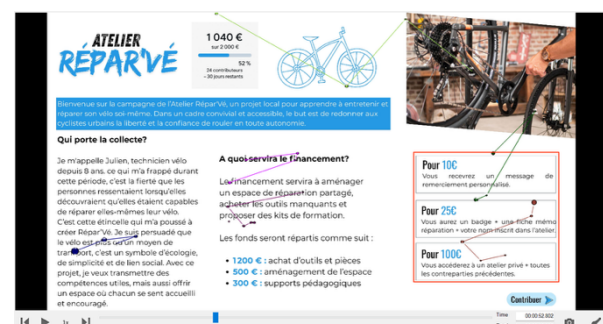 ATELIER
RÉPAR'VÉ
1 040 €
sur 2 000 €
52 %
24 contributeurs
- 30 jours restants
Bienvenue sur la campagne de l'Atelier Répar'Vé, un projet local pour apprendre à entretenir et
réparer son vélo soi-même. Dans un cadre convivial et accessible, le but est de redonner aux
cyclistes urbains la liberté et la confiance de rouler en toute autonomie.
Qui porte la collecte?
Je m'appelle Julien, technicien vélo
depuis 8 ans. ce qui m'a frappé durant
cette période, c'est la fierté que les
personnes ressentaient lorsqu'elles
découvraient qu'elles étaient capables
de réparer elles-mêmes leur vélo.
C'est cette étincelle qui m'a poussé à
créer Répar'Vé. Je suis persuadé que
le vélo est plus qu'un moyen de
transport, c'est un symbole d'écologie,
de simplicité et de lien social. Avec ce
projet, je veux transmettre des
compétences utiles, mais aussi offrir
un espace où chacun se sent accueilli
et encouragé.
A quoi servira le financement?
Le financement servira à aménager
un espace de réparation partagé,
acheter les outils manquants et
proposer des kits de formation.
Les fonds seront répartis comme suit :
• 1 200 € : achat d'outils et pièces
• 500 € : aménagement de l'espace
• 300 € : supports pédagogiques
Pour 10€
Vous recevrez un message de
remerciement personnalisé.
Pour 25€
Vous aurez un badge + une fiche mémo
réparation + votre nom inscrit dans l'atelier.
Pour 100€
Vous accéderez à un atelier privé + toutes
les contreparties précédentes.
Contribuer
1x
Time 00:00:52.802